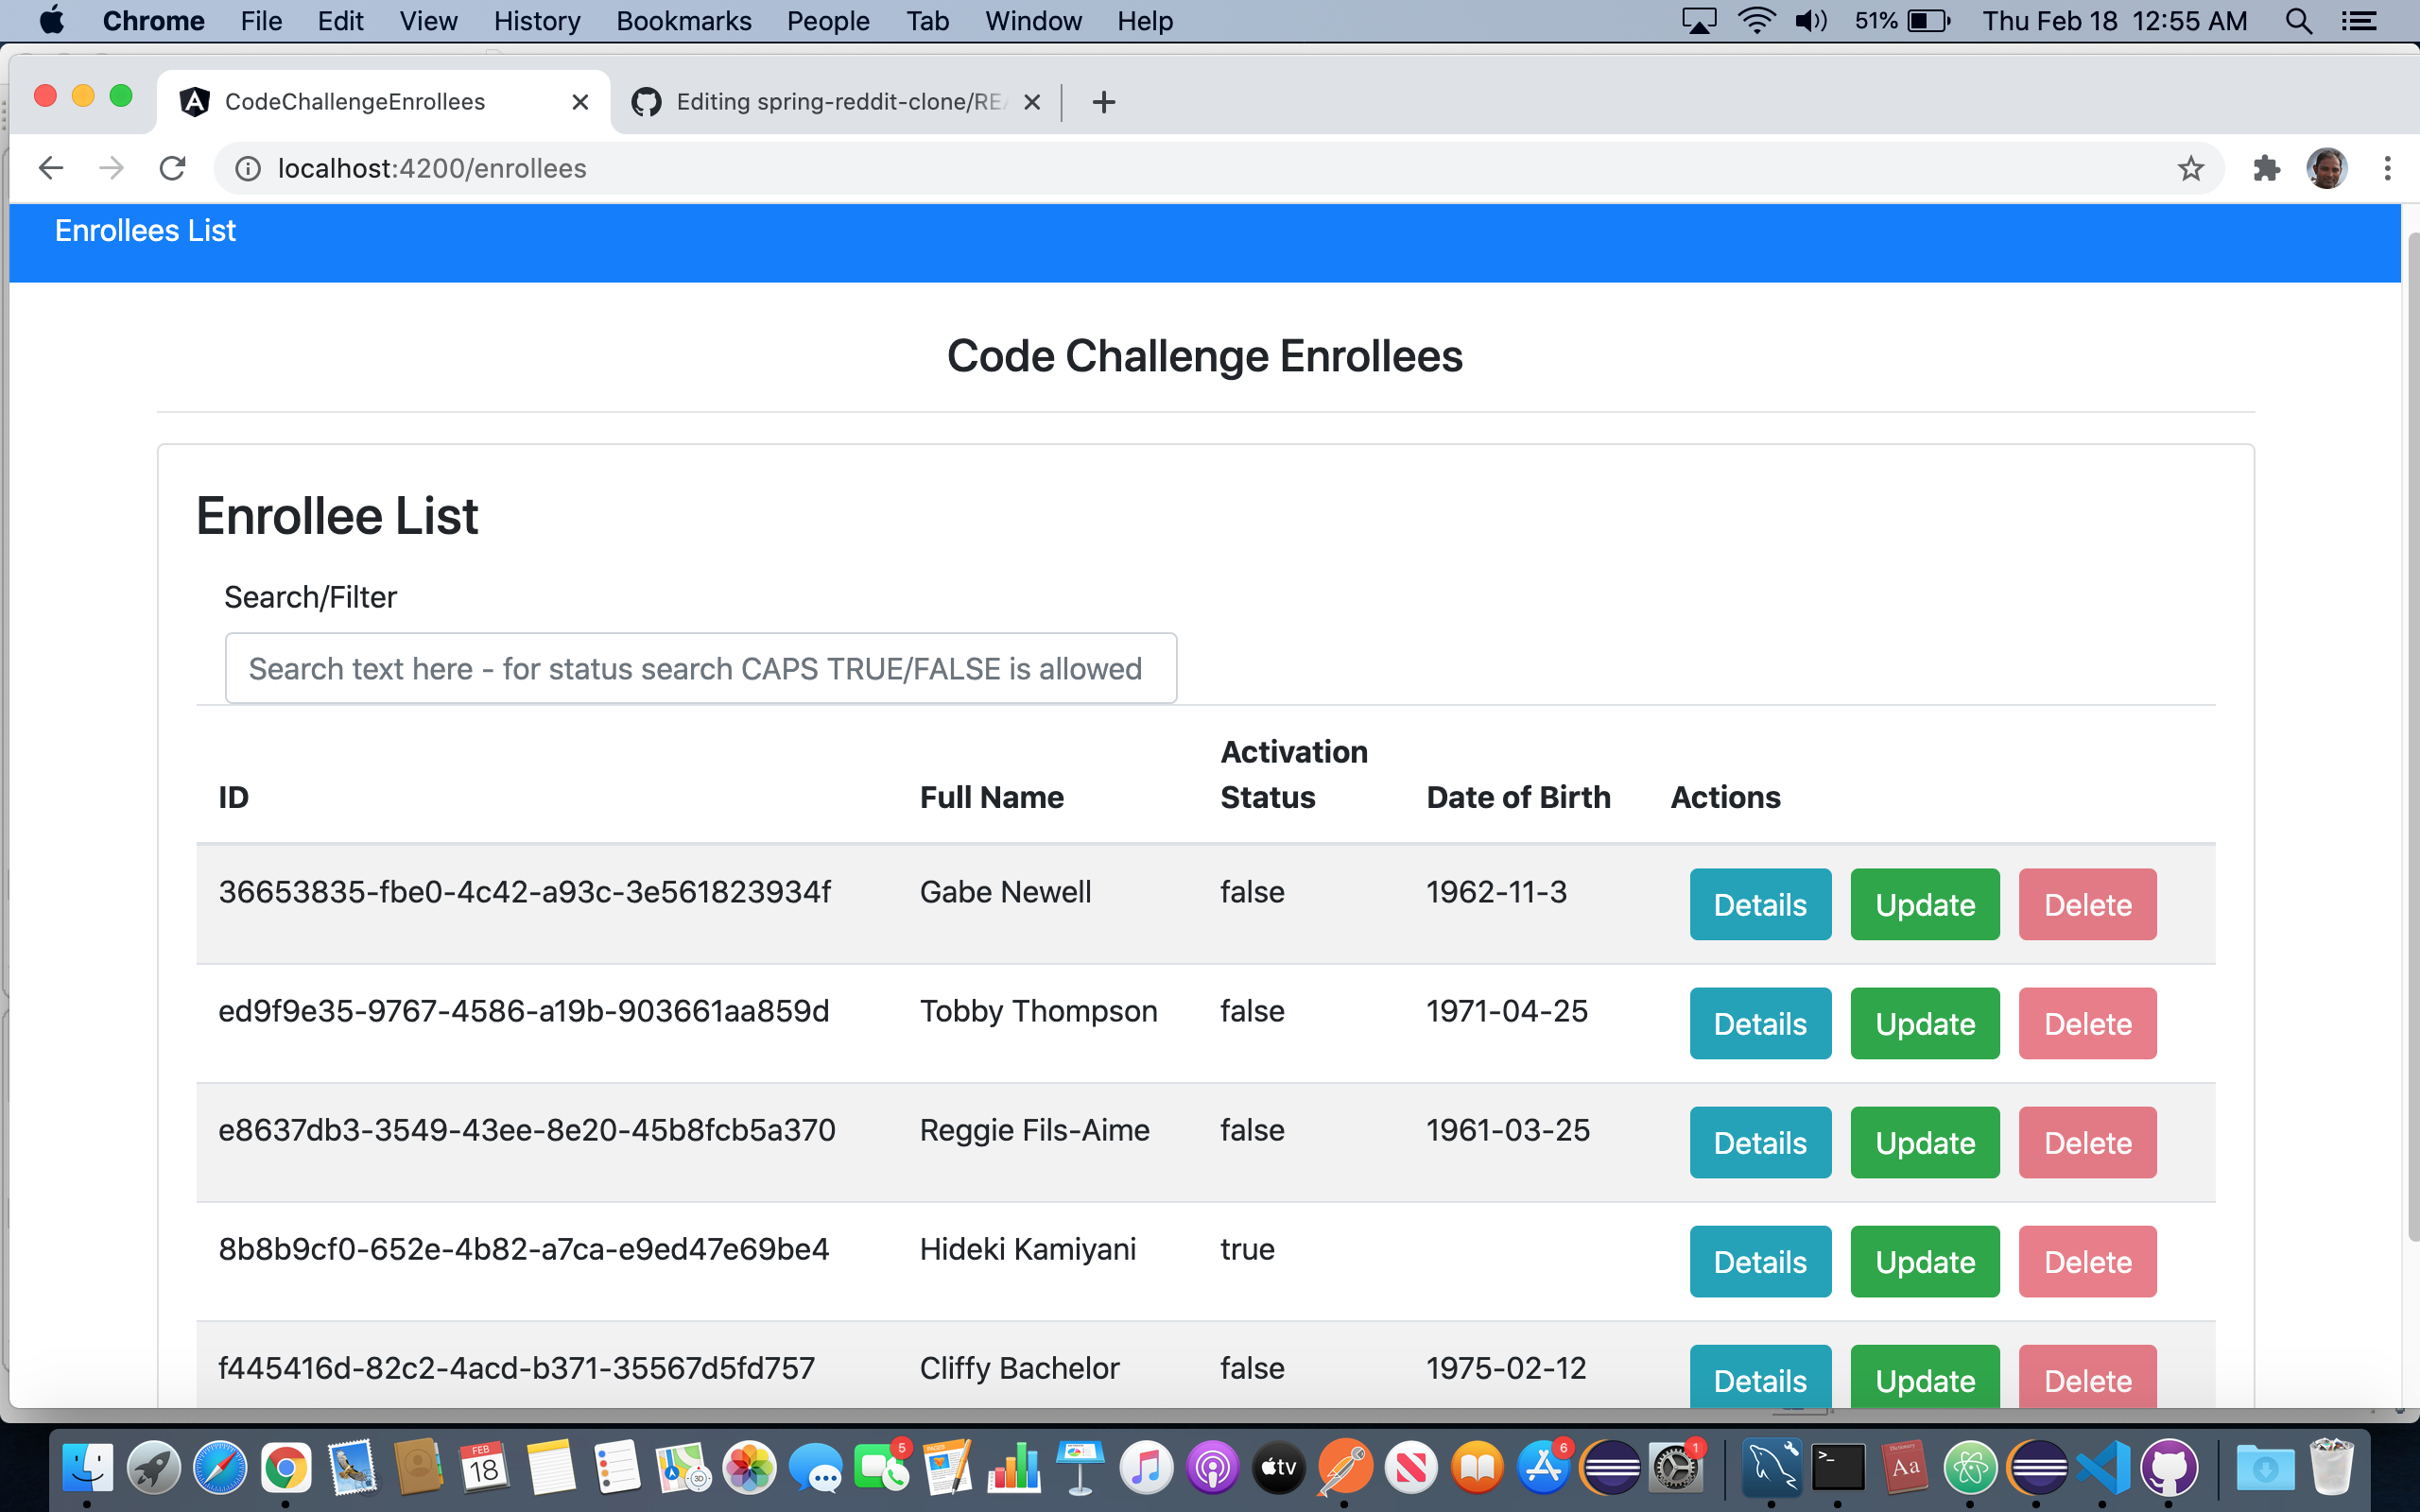 Chrome File Edit View History Bookmarks People Tab Window Help 51% Thu Feb 18 12:55 AM
CodeChallengeEnrollees Editing spring-reddit-clone/RE
localhost:4200/enrollees
Enrollees List
Code Challenge Enrollees
Enrollee List
Search/Filter
Search text here - for status search CAPS TRUE/FALSE is allowed
ID Full Name Activation Status Date of Birth Actions
36653835-fbe0-4c42-a93c-3e561823934f Gabe Newell false 1962-11-3 Details Update Delete
ed9f9e35-9767-4586-a19b-903661aa859d Tobby Thompson false 1971-04-25 Details Update Delete
e8637db3-3549-43ee-8e20-45b8fcb5a370 Reggie Fils-Aime false 1961-03-25 Details Update Delete
8b8b9cf0-652e-4b82-a7ca-e9ed47e69be4 Hideki Kamiyani true Details Update Delete
f445416d-82c2-4acd-b371-35567d5fd757 Cliffy Bachelor false 1975-02-12 Details Update Delete
FEB 18 3D 5 PAGES tv 6 1 >_ Dictionary Aa